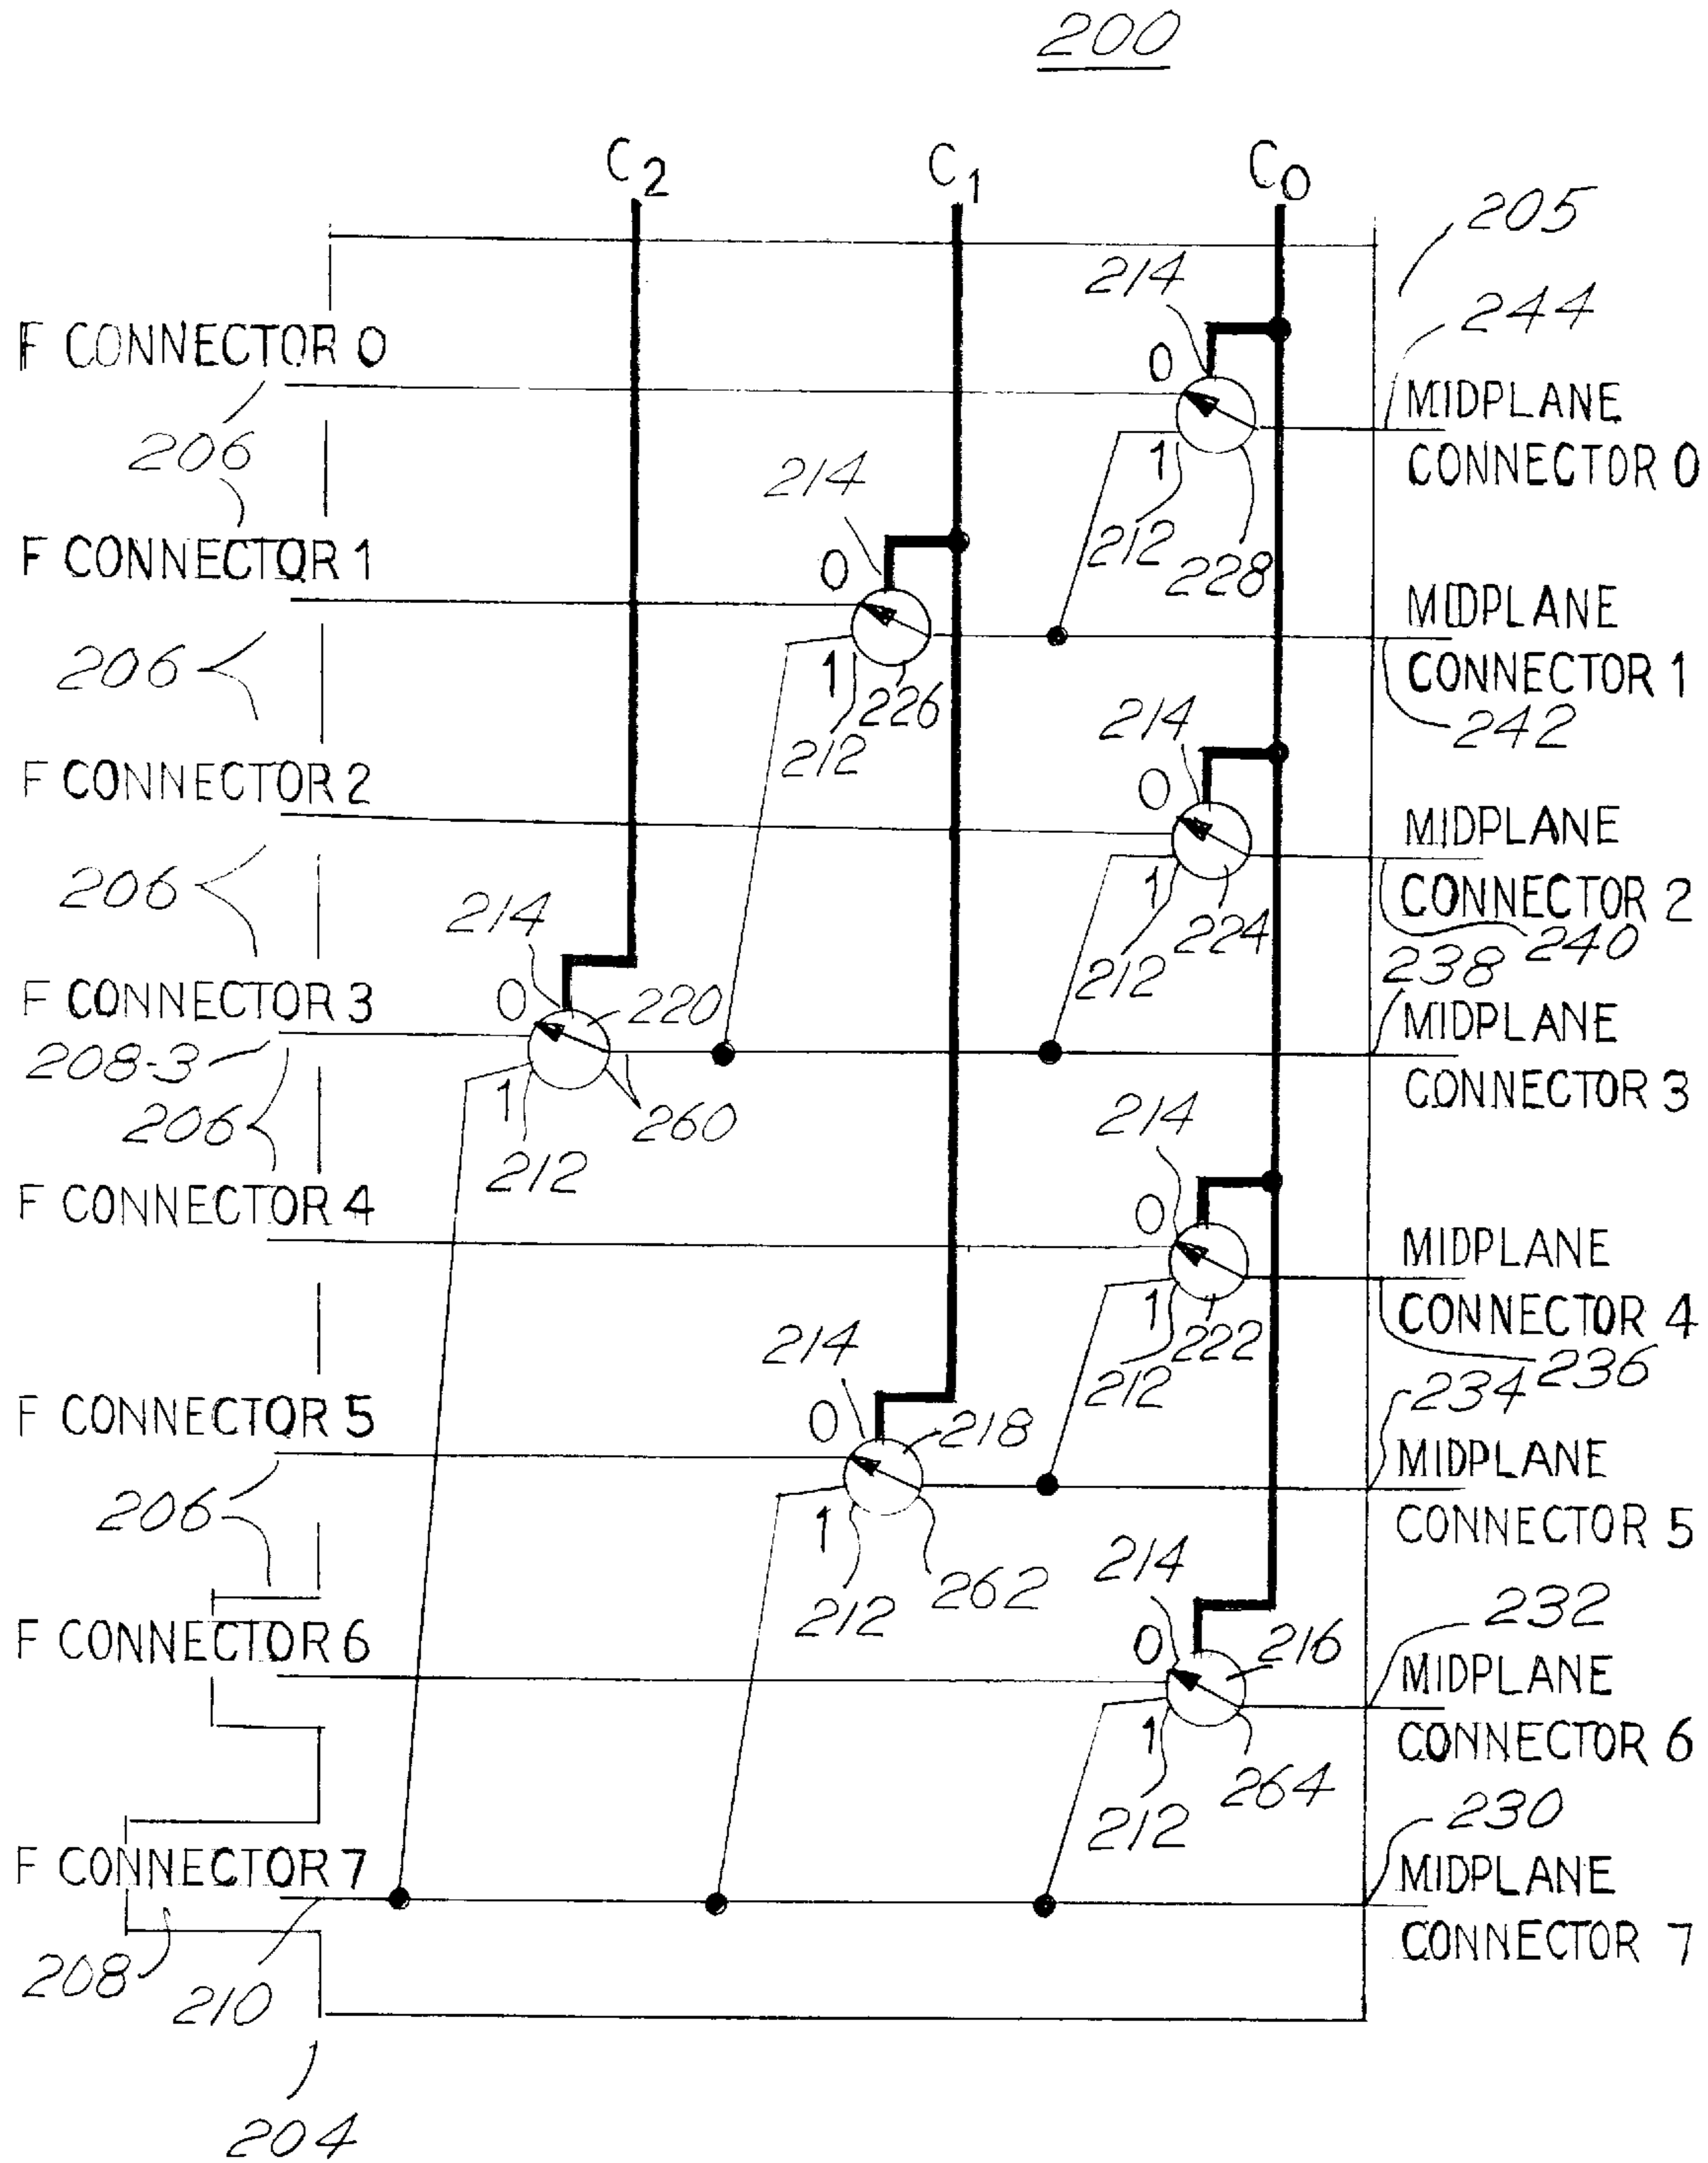 200
C2 C1 C0
205
214
244
F CONNECTOR 0
0
MIDPLANE
CONNECTOR 0
206
1
214
212
228
F CONNECTOR 1
0
MIDPLANE
CONNECTOR 1
206
1
226
214
242
212
F CONNECTOR 2
0
MIDPLANE
CONNECTOR 2
206
1
224
240
214
212
238
F CONNECTOR 3
0
220
MIDPLANE
CONNECTOR 3
208-3
1
260
206
214
212
F CONNECTOR 4
0
MIDPLANE
CONNECTOR 4
1
222
214
212
236
234
F CONNECTOR 5
0
218
MIDPLANE
CONNECTOR 5
206
1
214
262
212
232
0
216
F CONNECTOR 6
MIDPLANE
CONNECTOR 6
1
264
212
230
F CONNECTOR 7
MIDPLANE
CONNECTOR 7
208
210
204